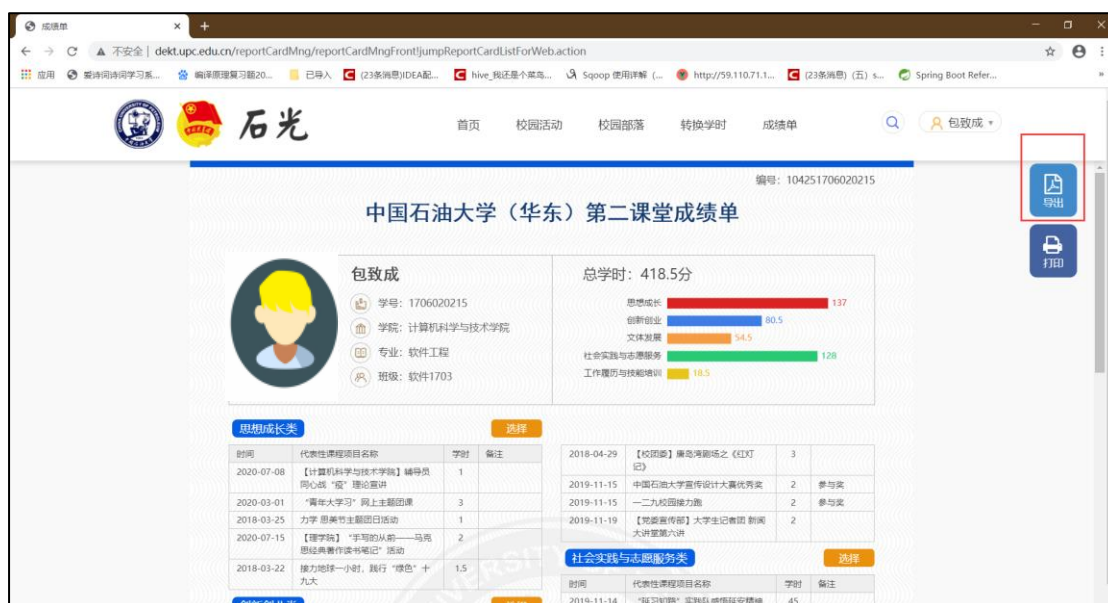 成绩单
不安全 | dekt.upc.edu.cn/reportCardMng/reportCardMngFront!jumpReportCardListForWeb.action
应用 爱诗词诗词学习系... 编译原理复习题20... 已导入 (23条消息)IDEA配... hive_我还是个菜鸟... Sqoop 使用详解 (... http://59.110.71.1... (23条消息) (五) s... Spring Boot Refer...
石光
首页 校园活动 校园部落 转换学时 成绩单
包致成
导出
打印
编号: 104251706020215
中国石油大学（华东）第二课堂成绩单
包致成
学号: 1706020215
学院: 计算机科学与技术学院
专业: 软件工程
班级: 软件1703
总学时: 418.5分
思想成长 137
创新创业 80.5
文体发展 54.5
社会实践与志愿服务 128
工作履历与技能培训 18.5
思想成长类 选择
时间 代表性课程项目名称 学时 备注
2020-07-08 【计算机科学与技术学院】辅导员 1
同心战“疫”理论宣讲
2020-03-01 “青年大学习”网上主题团课 3
2018-03-25 力学 思美节主题团日活动 1
2020-07-15 【理学院】“手写的从前——马克 2
思经典著作读书笔记”活动
2018-03-22 接力地球一小时，践行“绿色”十 1.5
九大
2018-04-29 【校团委】唐岛湾剧场之《红灯 3
记》
2019-11-15 中国石油大学宣传设计大赛优秀奖 2 参与奖
2019-11-15 一二九校园接力跑 2 参与奖
2019-11-19 【党委宣传部】大学生记者团 新闻 2
大讲堂第六讲
社会实践与志愿服务类 选择
时间 代表性课程项目名称 学时 备注
2019-11-14 45